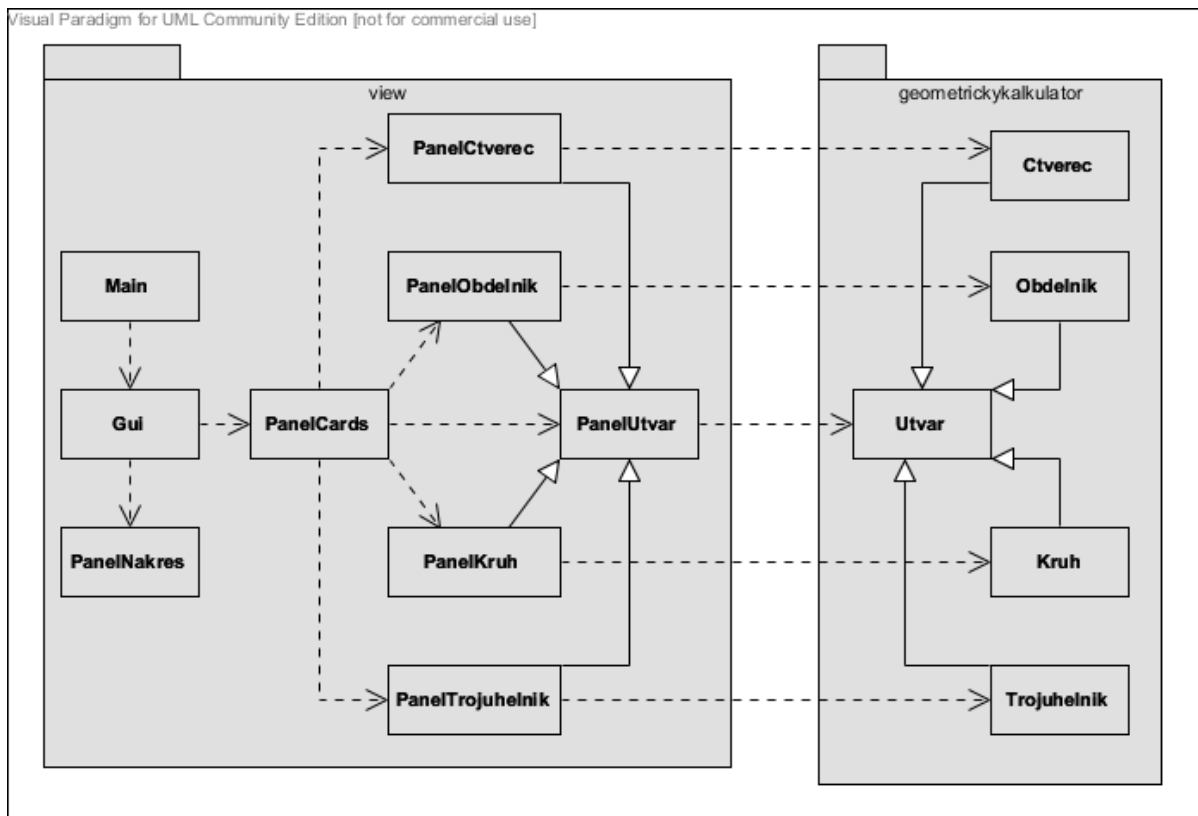 Visual Paradigm for UML Community Edition [not for commercial use]
view
geometrickykalkulator
PanelCtverec
Ctverec
Main
PanelObdelnik
Obdelnik
Gui
PanelCards
PanelUtvar
Utvar
PanelNakres
PanelKruh
Kruh
PanelTrojuhelnik
Trojuhelnik